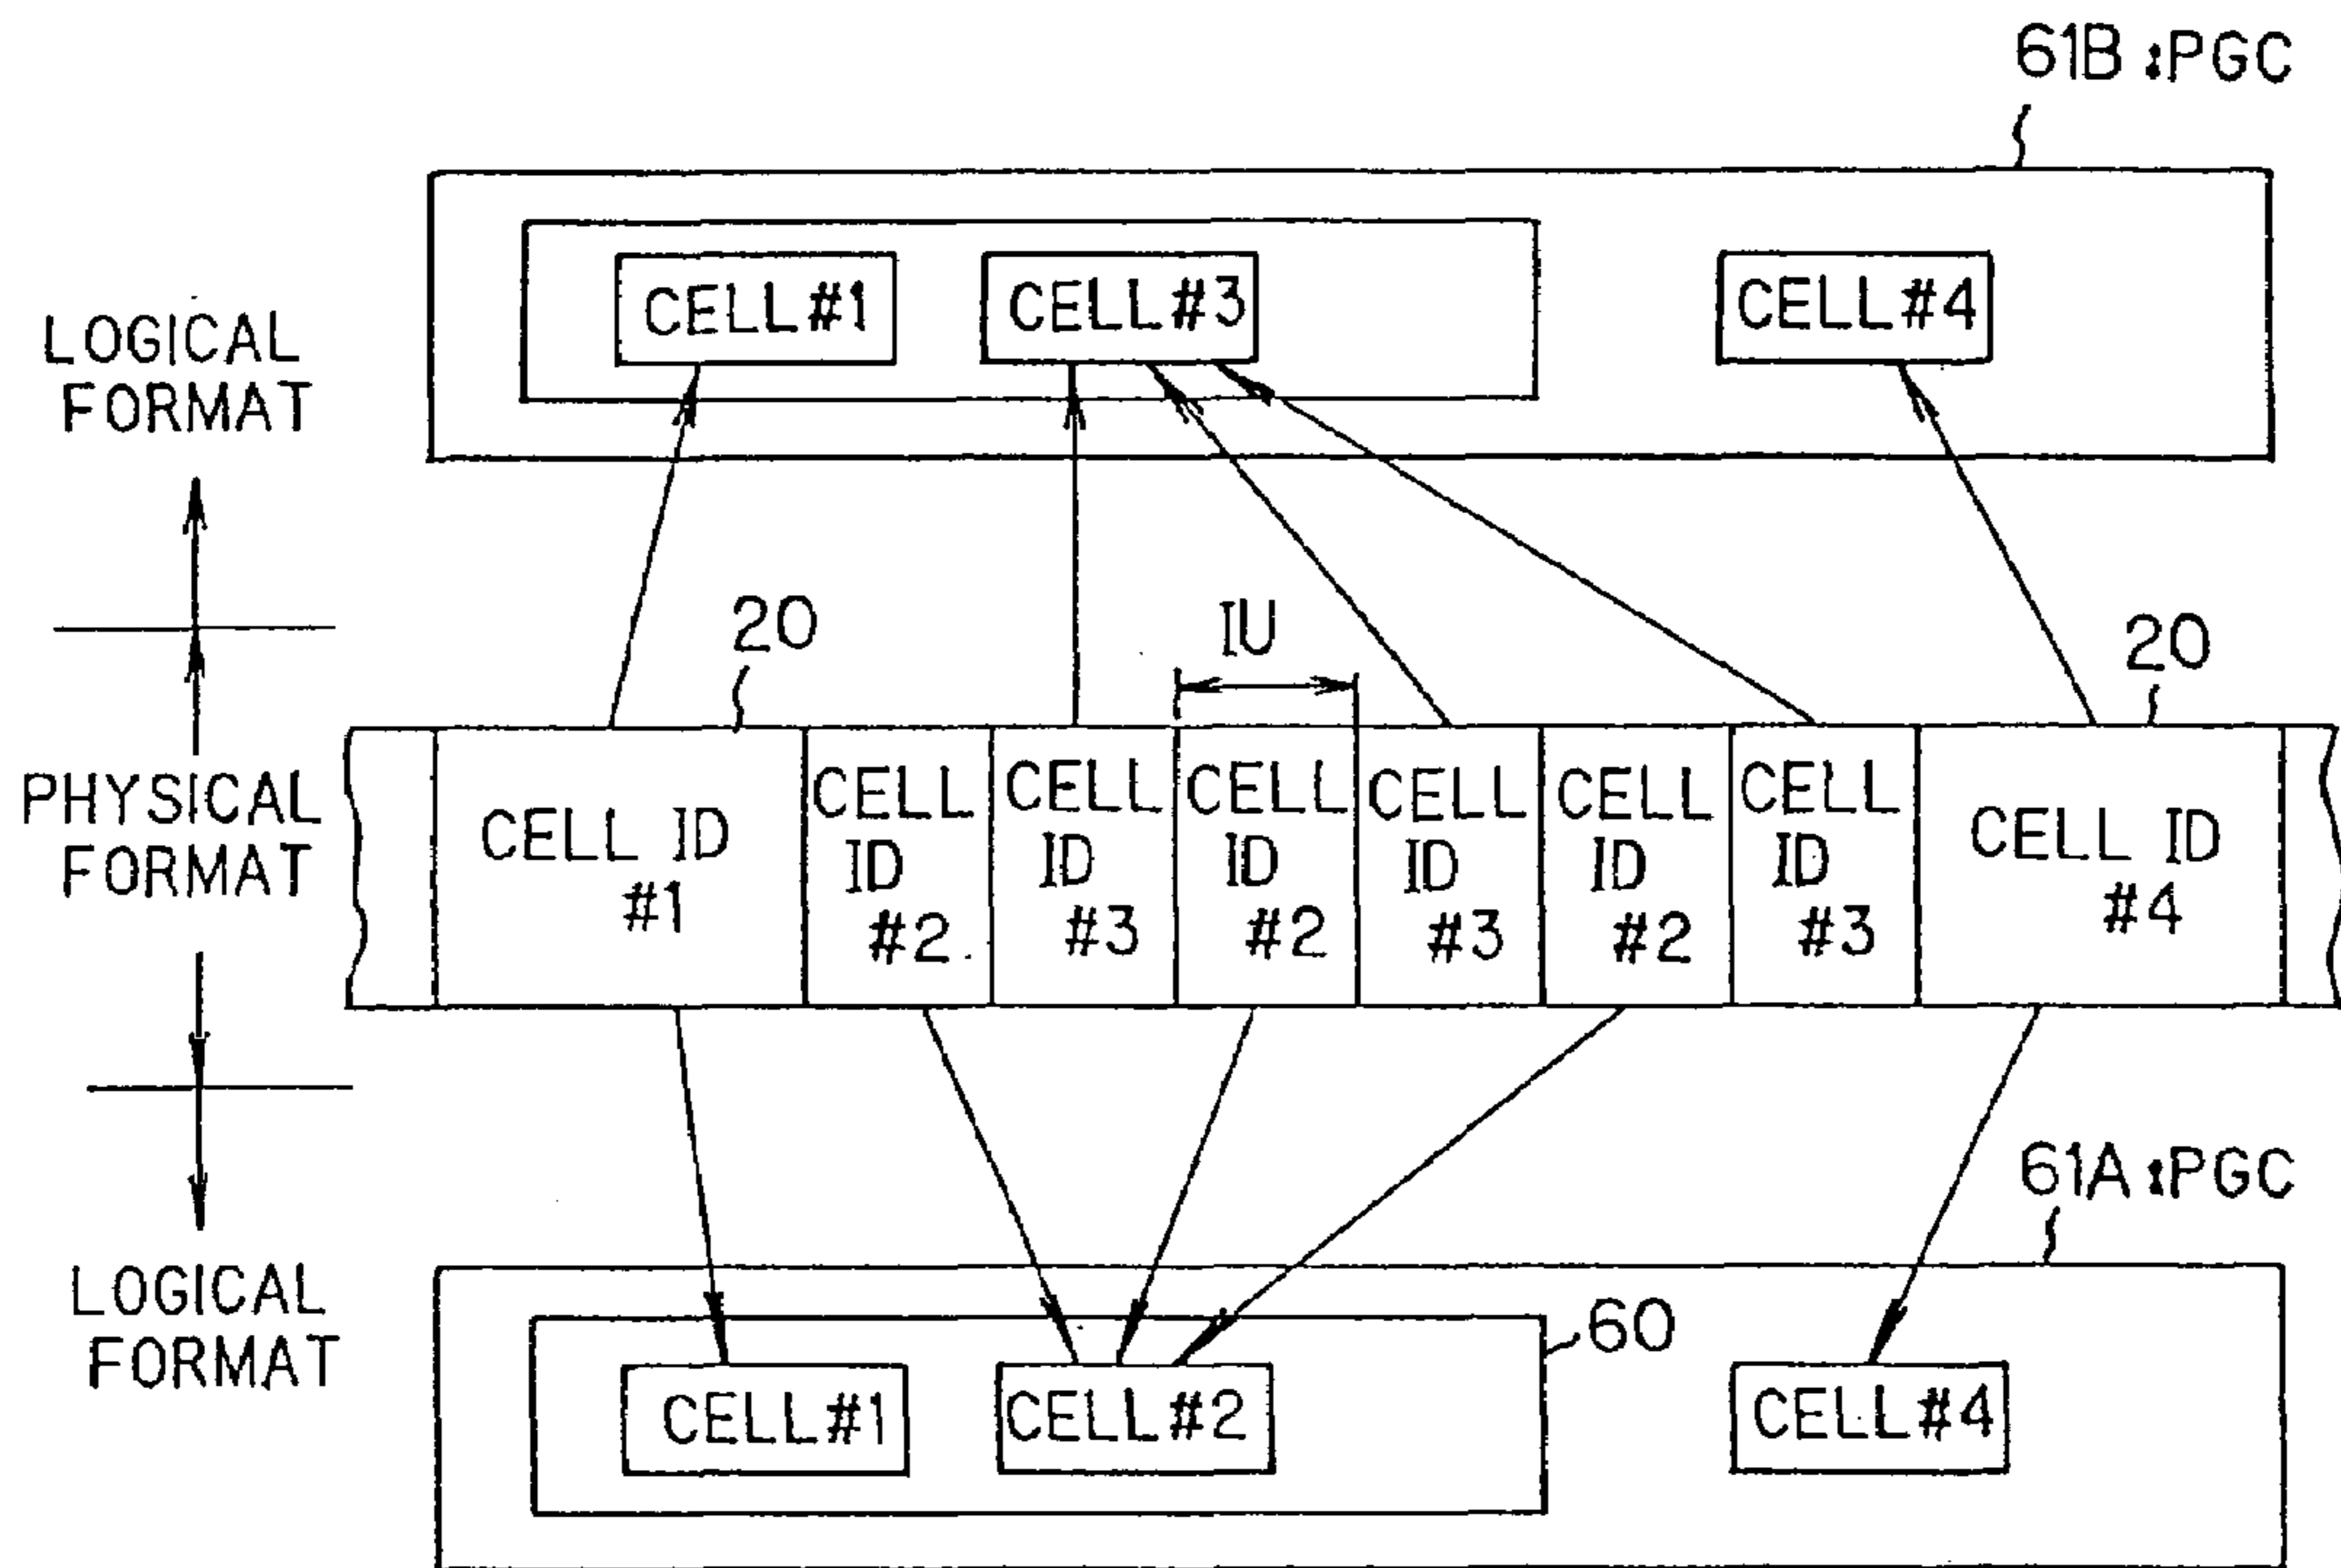 61B:PGC
CELL#1
CELL#3
CELL#4
LOGICAL
FORMAT
20
IU
20
PHYSICAL
FORMAT
CELL ID
#1
CELL
ID
#2
CELL
ID
#3
CELL
ID
#2
CELL
ID
#3
CELL
ID
#2
CELL
ID
#3
CELL ID
#4
61A:PGC
LOGICAL
FORMAT
60
CELL#1
CELL#2
CELL#4